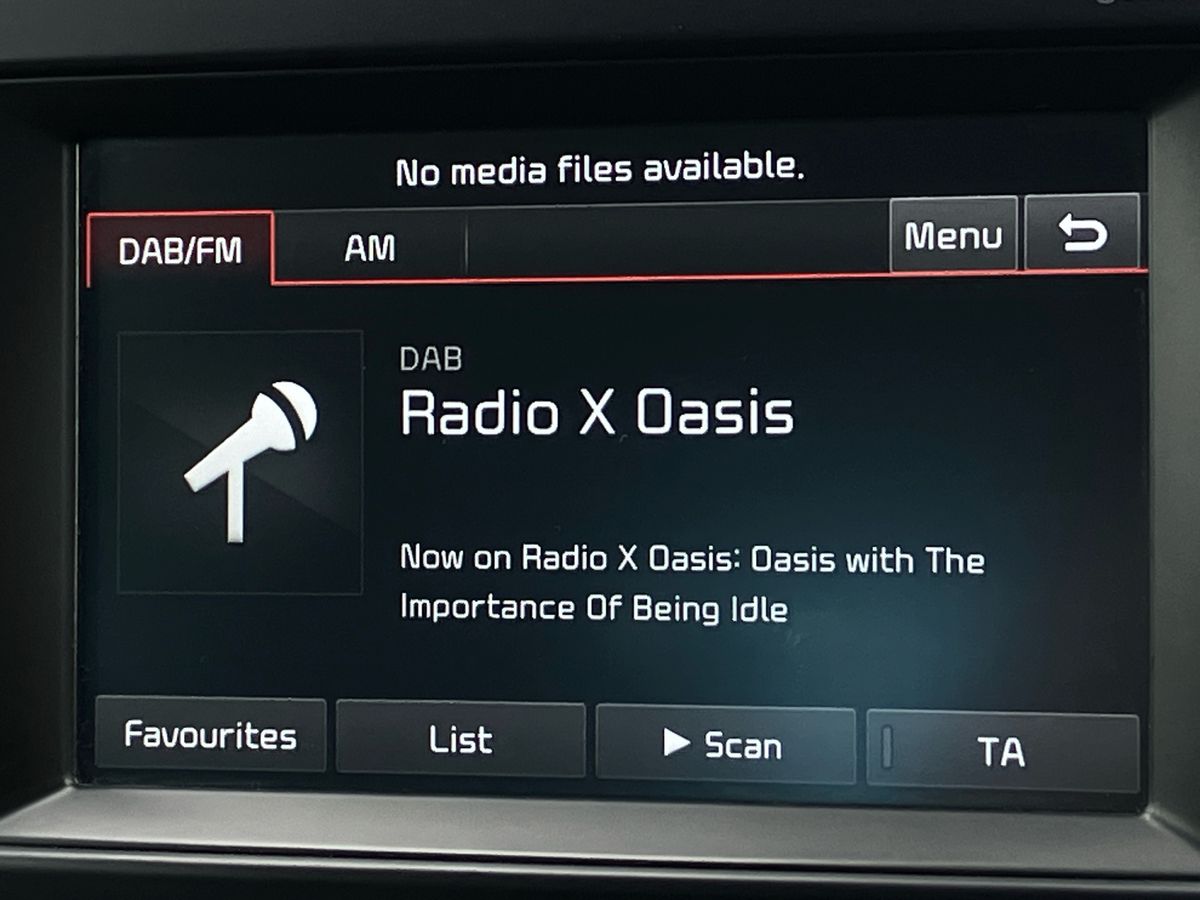 No media files available.
DAB/FM AM Menu
DAB
Radio X Oasis
Now on Radio X Oasis: Oasis with The
Importance Of Being Idle
Favourites List Scan TA